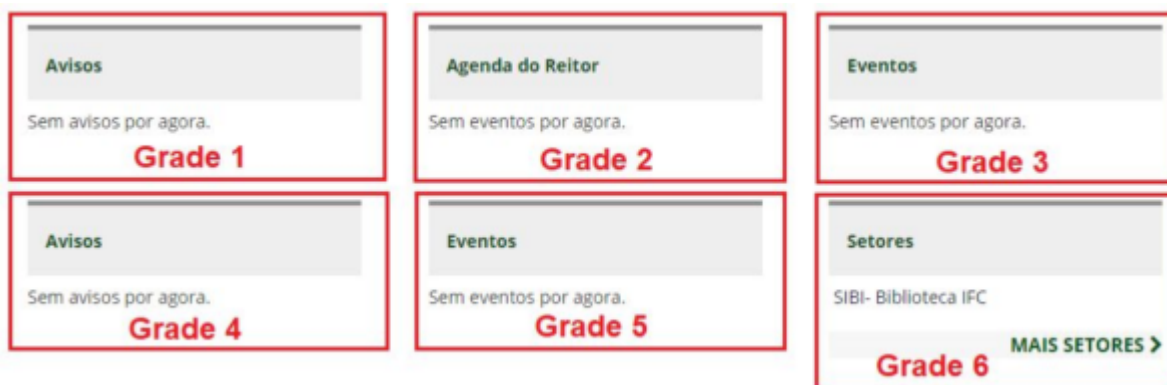 Avisos
Sem avisos por agora.
Grade 1
Agenda do Reitor
Sem eventos por agora.
Grade 2
Eventos
Sem eventos por agora.
Grade 3
Avisos
Sem avisos por agora.
Grade 4
Eventos
Sem eventos por agora.
Grade 5
Setores
SIBI- Biblioteca IFC
MAIS SETORES
Grade 6